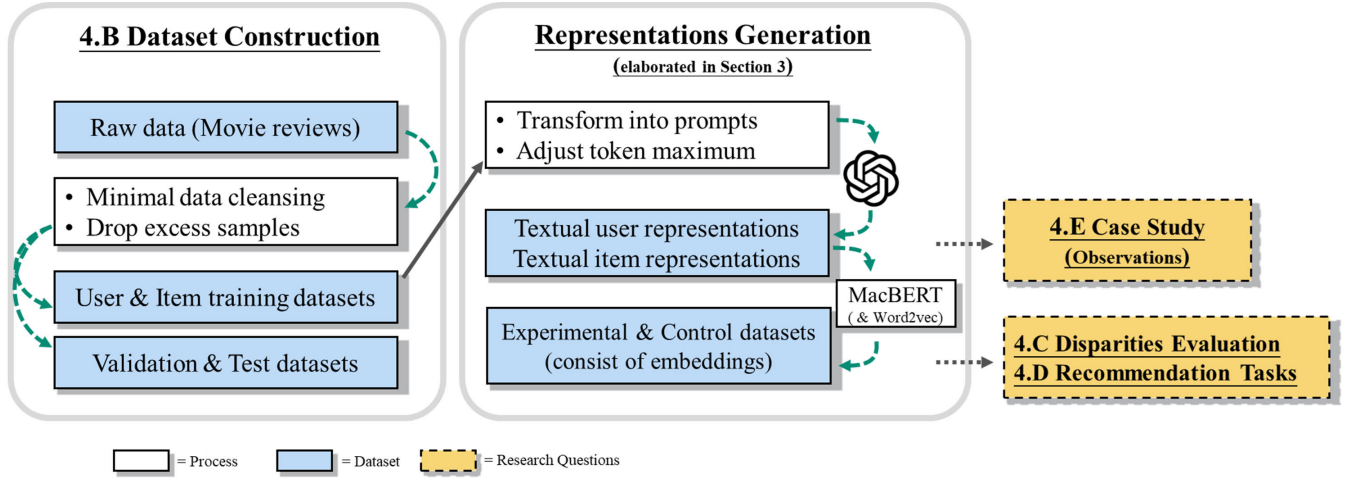 4.B Dataset Construction
Raw data (Movie reviews)
• Minimal data cleansing
• Drop excess samples
User & Item training datasets
Validation & Test datasets
Representations Generation
(elaborated in Section 3)
• Transform into prompts
• Adjust token maximum
Textual user representations
Textual item representations
MacBERT
( & Word2vec)
Experimental & Control datasets
(consist of embeddings)
4.E Case Study
(Observations)
4.C Disparities Evaluation
4.D Recommendation Tasks
= Process
= Dataset
= Research Questions